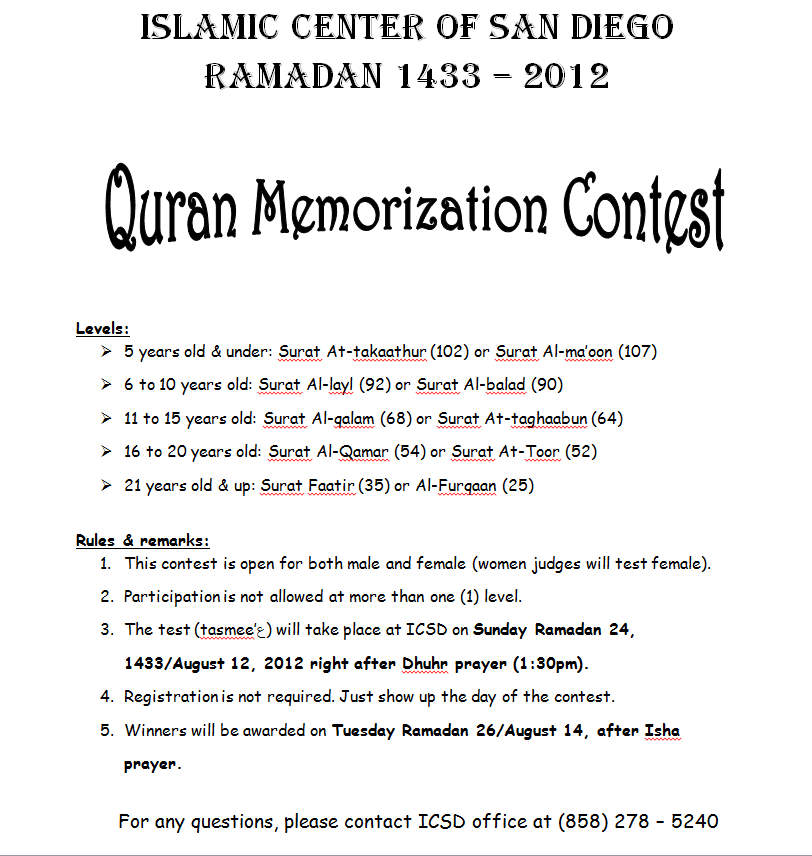 ISLAMIC CENTER OF SAN DIEGO
RAMADAN 1433 – 2012
Quran Memorization Contest
Levels:
➢ 5 years old & under: Surat At-takaathur (102) or Surat Al-ma'oon (107)
➢ 6 to 10 years old: Surat Al-layl (92) or Surat Al-balad (90)
➢ 11 to 15 years old: Surat Al-qalam (68) or Surat At-taghaabun (64)
➢ 16 to 20 years old: Surat Al-Qamar (54) or Surat At-Toor (52)
➢ 21 years old & up: Surat Faatir (35) or Al-Furqaan (25)
Rules & remarks:
1. This contest is open for both male and female (women judges will test female).
2. Participation is not allowed at more than one (1) level.
3. The test (tasmee'ع) will take place at ICSD on Sunday Ramadan 24,
1433/August 12, 2012 right after Dhuhr prayer (1:30pm).
4. Registration is not required. Just show up the day of the contest.
5. Winners will be awarded on Tuesday Ramadan 26/August 14, after Isha
prayer.
For any questions, please contact ICSD office at (858) 278 – 5240